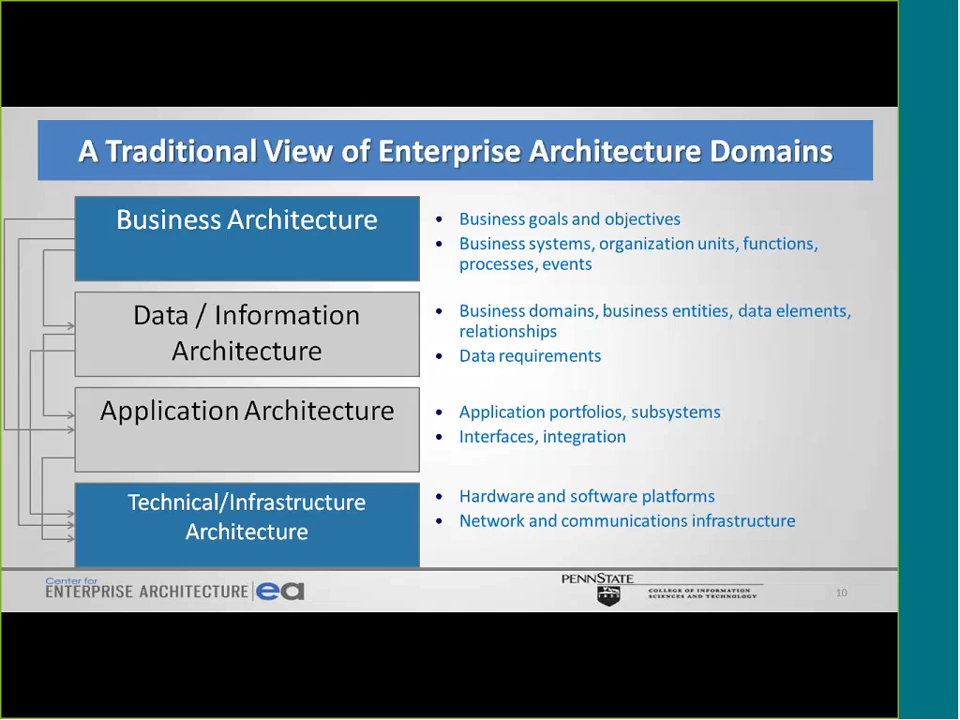 A Traditional View of Enterprise Architecture Domains
Business Architecture
• Business goals and objectives
• Business systems, organization units, functions,
processes, events
Data / Information
Architecture
• Business domains, business entities, data elements,
relationships
• Data requirements
Application Architecture
• Application portfolios, subsystems
• Interfaces, integration
Technical/Infrastructure
Architecture
• Hardware and software platforms
• Network and communications infrastructure
Center for
ENTERPRISE ARCHITECTURE
ea
PENNSTATE
1855
COLLEGE OF INFORMATION
SCIENCES AND TECHNOLOGY
10